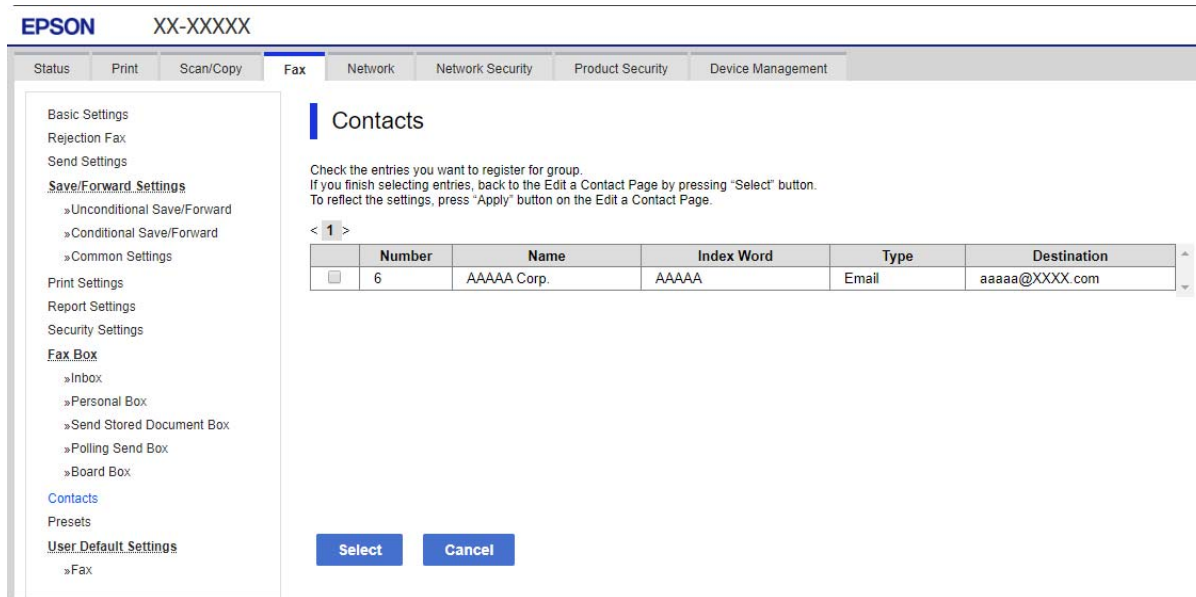 EPSON XX-XXXXX
Status Print Scan/Copy Fax Network Network Security Product Security Device Management
Basic Settings
Rejection Fax
Send Settings
Save/Forward Settings
»Unconditional Save/Forward
»Conditional Save/Forward
»Common Settings
Print Settings
Report Settings
Security Settings
Fax Box
»Inbox
»Personal Box
»Send Stored Document Box
»Polling Send Box
»Board Box
Contacts
Presets
User Default Settings
»Fax
Contacts
Check the entries you want to register for group.
If you finish selecting entries, back to the Edit a Contact Page by pressing “Select” button.
To reflect the settings, press “Apply” button on the Edit a Contact Page.
< 1 >
Number Name Index Word Type Destination
6 AAAAA Corp. AAAAA Email aaaaa@XXXX.com
Select Cancel